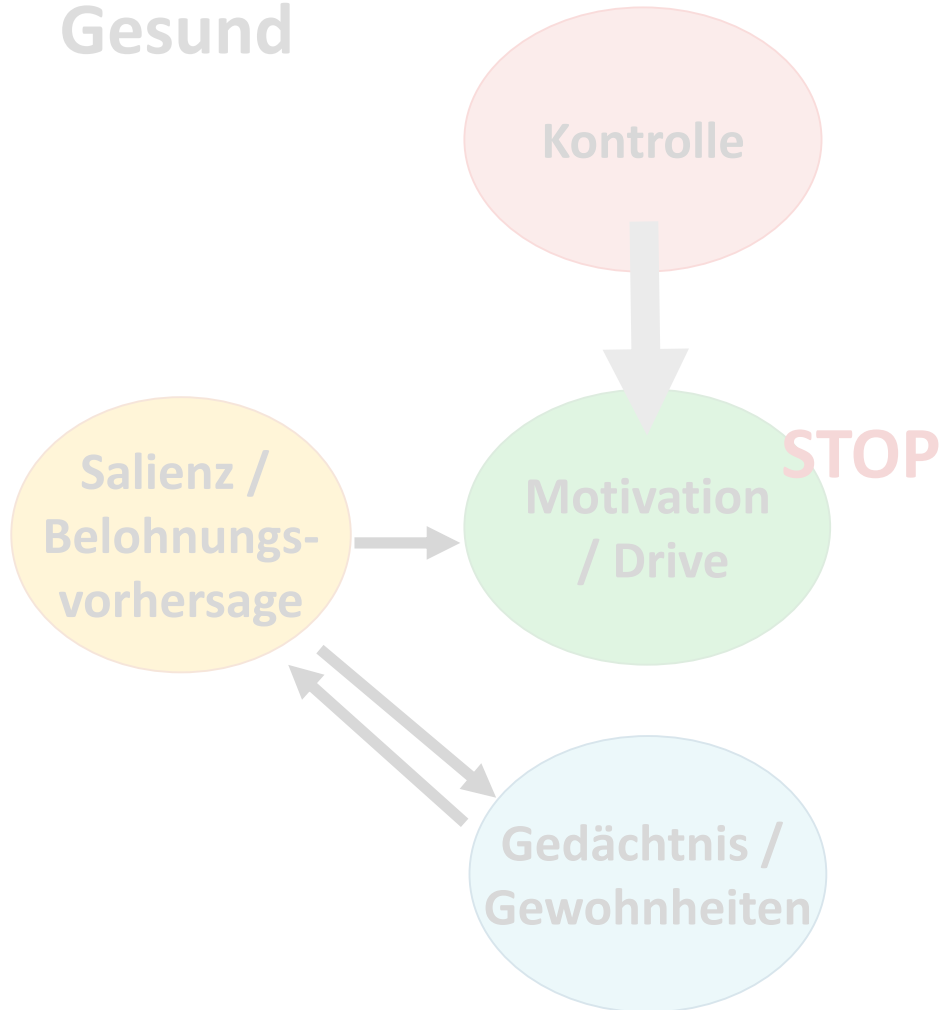 Gesund
Kontrolle
STOP
Salienz /
Belohnungs-
vorhersage
Motivation
/ Drive
Gedächtnis /
Gewohnheiten